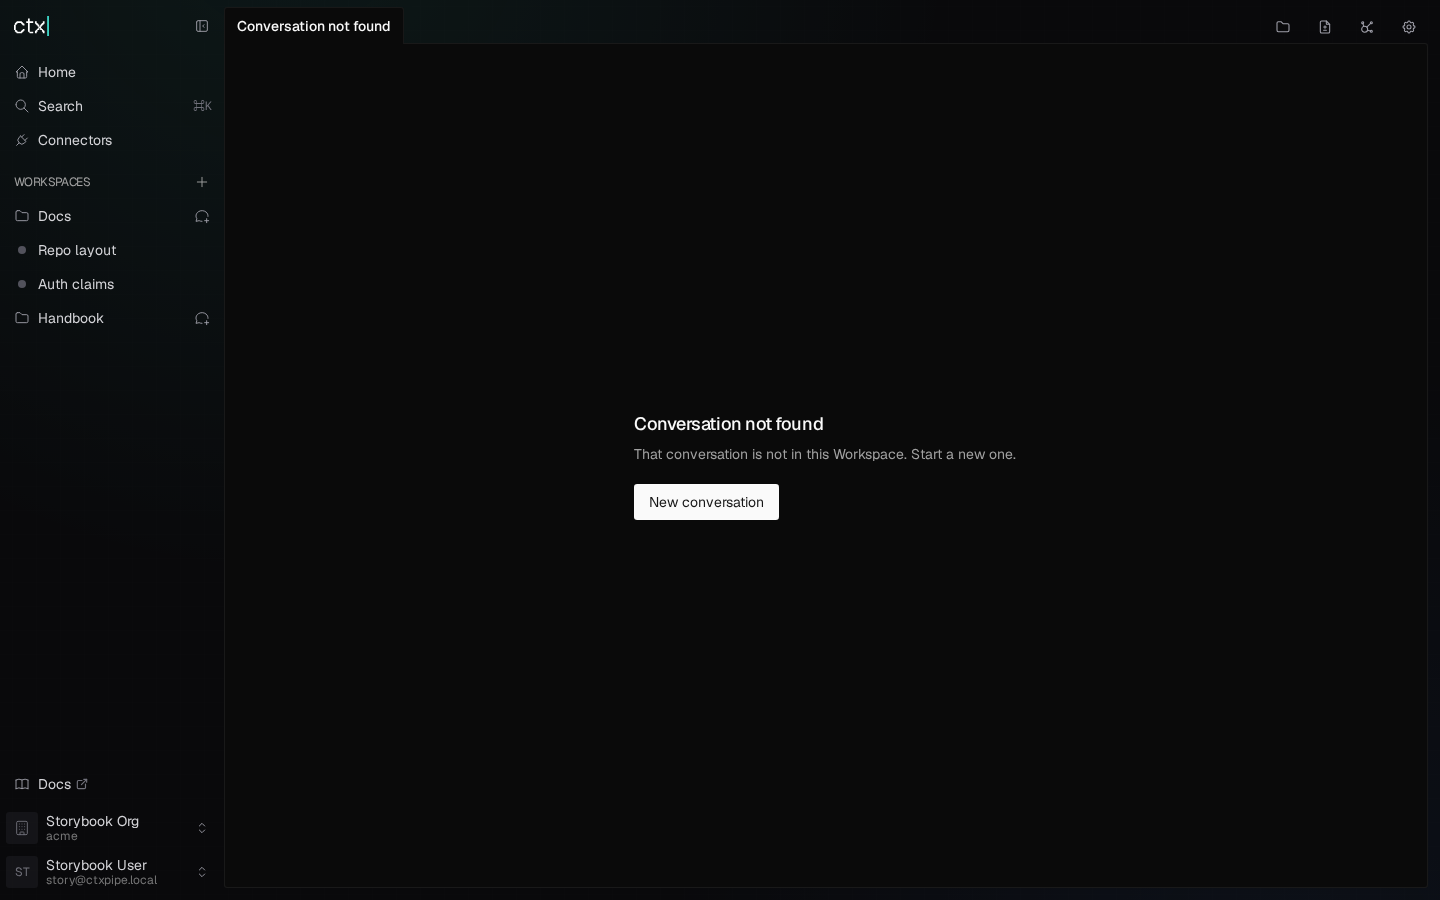 ctx
Conversation not found
Home
Search ⌘K
Connectors
WORKSPACES
Docs
Repo layout
Auth claims
Handbook
Conversation not found
That conversation is not in this Workspace. Start a new one.
New conversation
Docs
Storybook Org
acme
ST
Storybook User
story@ctxpipe.local